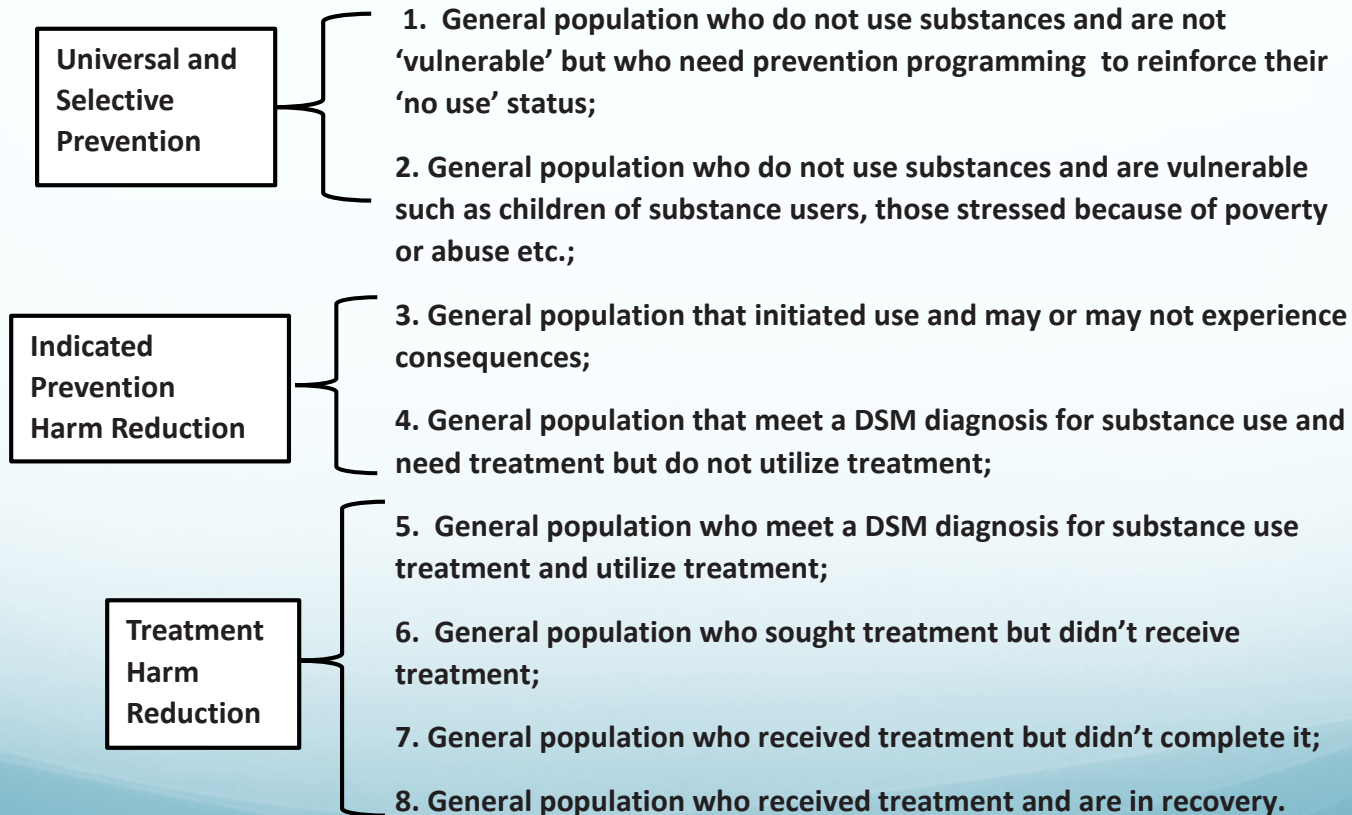 Universal and
Selective
Prevention
1. General population who do not use substances and are not
‘vulnerable’ but who need prevention programming to reinforce their
‘no use’ status;
2. General population who do not use substances and are vulnerable
such as children of substance users, those stressed because of poverty
or abuse etc.;
Indicated
Prevention
Harm Reduction
3. General population that initiated use and may or may not experience
consequences;
4. General population that meet a DSM diagnosis for substance use and
need treatment but do not utilize treatment;
Treatment
Harm
Reduction
5. General population who meet a DSM diagnosis for substance use
treatment and utilize treatment;
6. General population who sought treatment but didn’t receive
treatment;
7. General population who received treatment but didn’t complete it;
8. General population who received treatment and are in recovery.